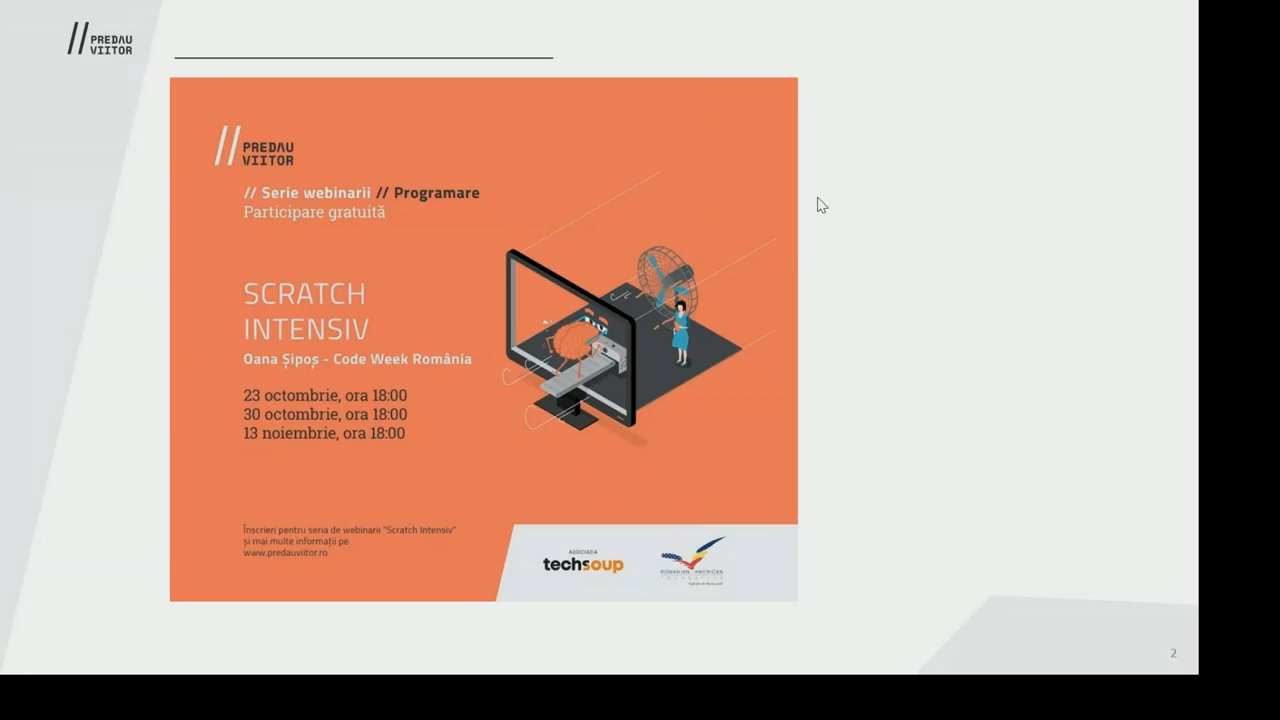 // PREDAU
VIITOR
// PREDAU
VIITOR
// Serie webinarii // Programare
Participare gratuită
SCRATCH
INTENSIV
Oana Șipoș - Code Week România
23 octombrie, ora 18:00
30 octombrie, ora 18:00
13 noiembrie, ora 18:00
Înscrieri pentru seria de webinarii "Scratch Intensiv"
și mai multe informații pe
www.predauviitor.ro
ASOCIAȚIA
techsoup
ROMANIAN-AMERICAN
FOUNDATION
2